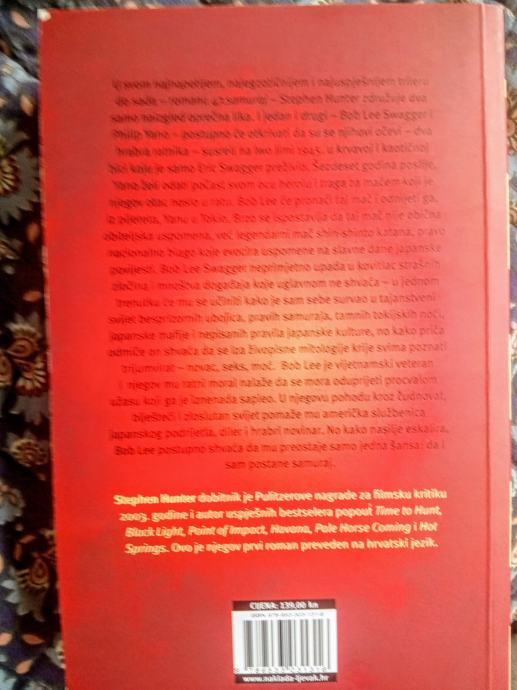 U svom najnapetijem, najegzotičnijem i najuspješnijem trileru
do sada – romanu 47. samuraj – Stephen Hunter združuje dva
samo naizgled oprečna lika. I jedan i drugi – Bob Lee Swagger i
Philip Yano – postupno će otkrivati da su se njihovi očevi – dva
hrabra ratnika – susreli na Iwo Jimi 1945. u krvavoj i kaotičnoj
bici koje je samo Eric Swagger preživio. Šezdeset godina poslije,
Yano želi odati počast svom ocu heroju i traga za mačem koji je
njegov otac nosio u ratu. Bob Lee će pronaći taj mač i odnijeti ga,
iz pijeteta, Yanu u Tokio. Brzo se ispostavlja da taj mač nije obična
obiteljska uspomena, već legendarni mač shin-shinto katana, pravo
nacionalno blago koje evocira uspomene na slavne dane japanske
povijesti. Bob Lee Swagger neprimjetno upada u kovitlac strašnih
zločina i mnoštva događaja koje uglavnom ne shvaća – u jednom
trenutku će mu se učiniti kako je sam sebe survao u tajanstveni
svijet besprizornih ubojica, pravih samuraja, tamnih tokijskih noći,
japanske mafije i nepisanih pravila japanske kulture, no kako priča
odmiče on shvaća da se iza živopisne mitologije krije svima poznati
trijumvirat – novac, seks, moć. Bob Lee je vijetnamski veteran
i njegov mu ratni moral nalaže da se mora oduprijeti procvalom
užasu koji ga je iznenada sapleo. U njegovu pohodu kroz čudnovat,
blješteći i zloslutan svijet pomaže mu američka službenica
japanskog podrijetla, diler i hrabri novinar. No kako nasilje eskalira,
Bob Lee postupno shvaća da mu preostaje samo jedna šansa: da i
sam postane samuraj.
Stephen Hunter dobitnik je Pulitzerove nagrade za filmsku kritiku
2003. godine i autor uspješnih bestselera poput Time to Hunt,
Black Light, Point of Impact, Havana, Pale Horse Coming i Hot
Springs. Ovo je njegov prvi roman preveden na hrvatski jezik.
CIJENA: 139,00 kn
www.naklada-ljevak.hr